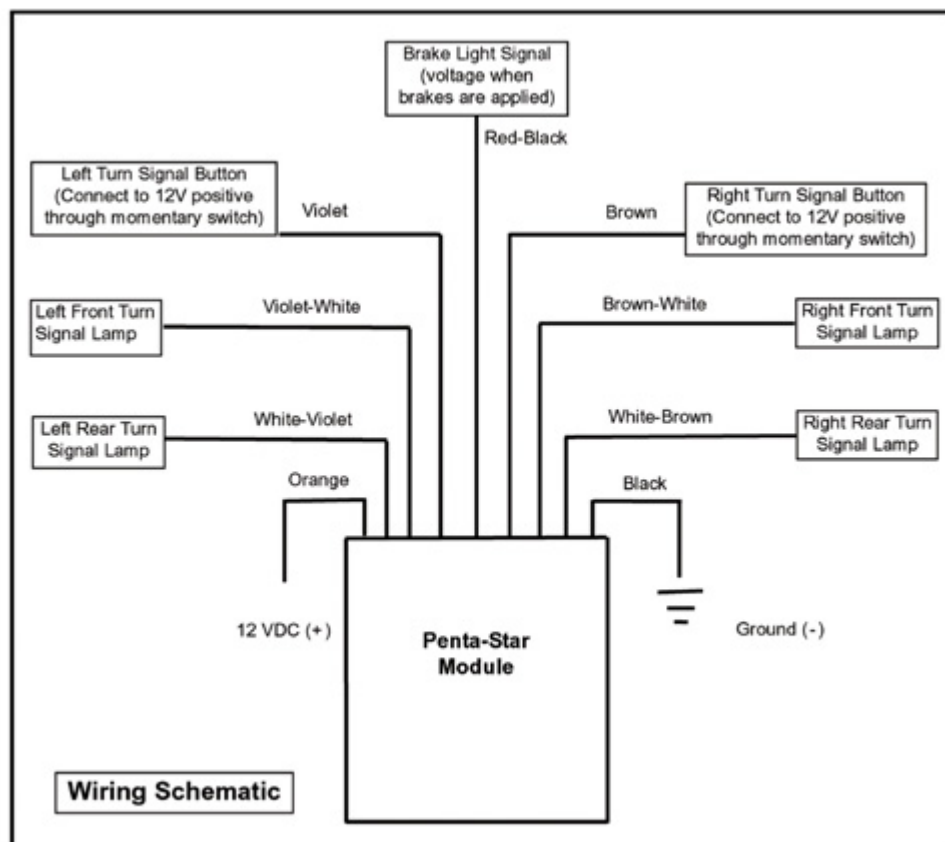 Brake Light Signal
(voltage when
brakes are applied)
Red-Black
Left Turn Signal Button
(Connect to 12V positive
through momentary switch)
Violet
Brown
Right Turn Signal Button
(Connect to 12V positive
through momentary switch)
Left Front Turn
Signal Lamp
Violet-White
Brown-White
Right Front Turn
Signal Lamp
Left Rear Turn
Signal Lamp
White-Violet
White-Brown
Right Rear Turn
Signal Lamp
Orange
Black
12 VDC (+)
Penta-Star
Module
Ground (-)
Wiring Schematic